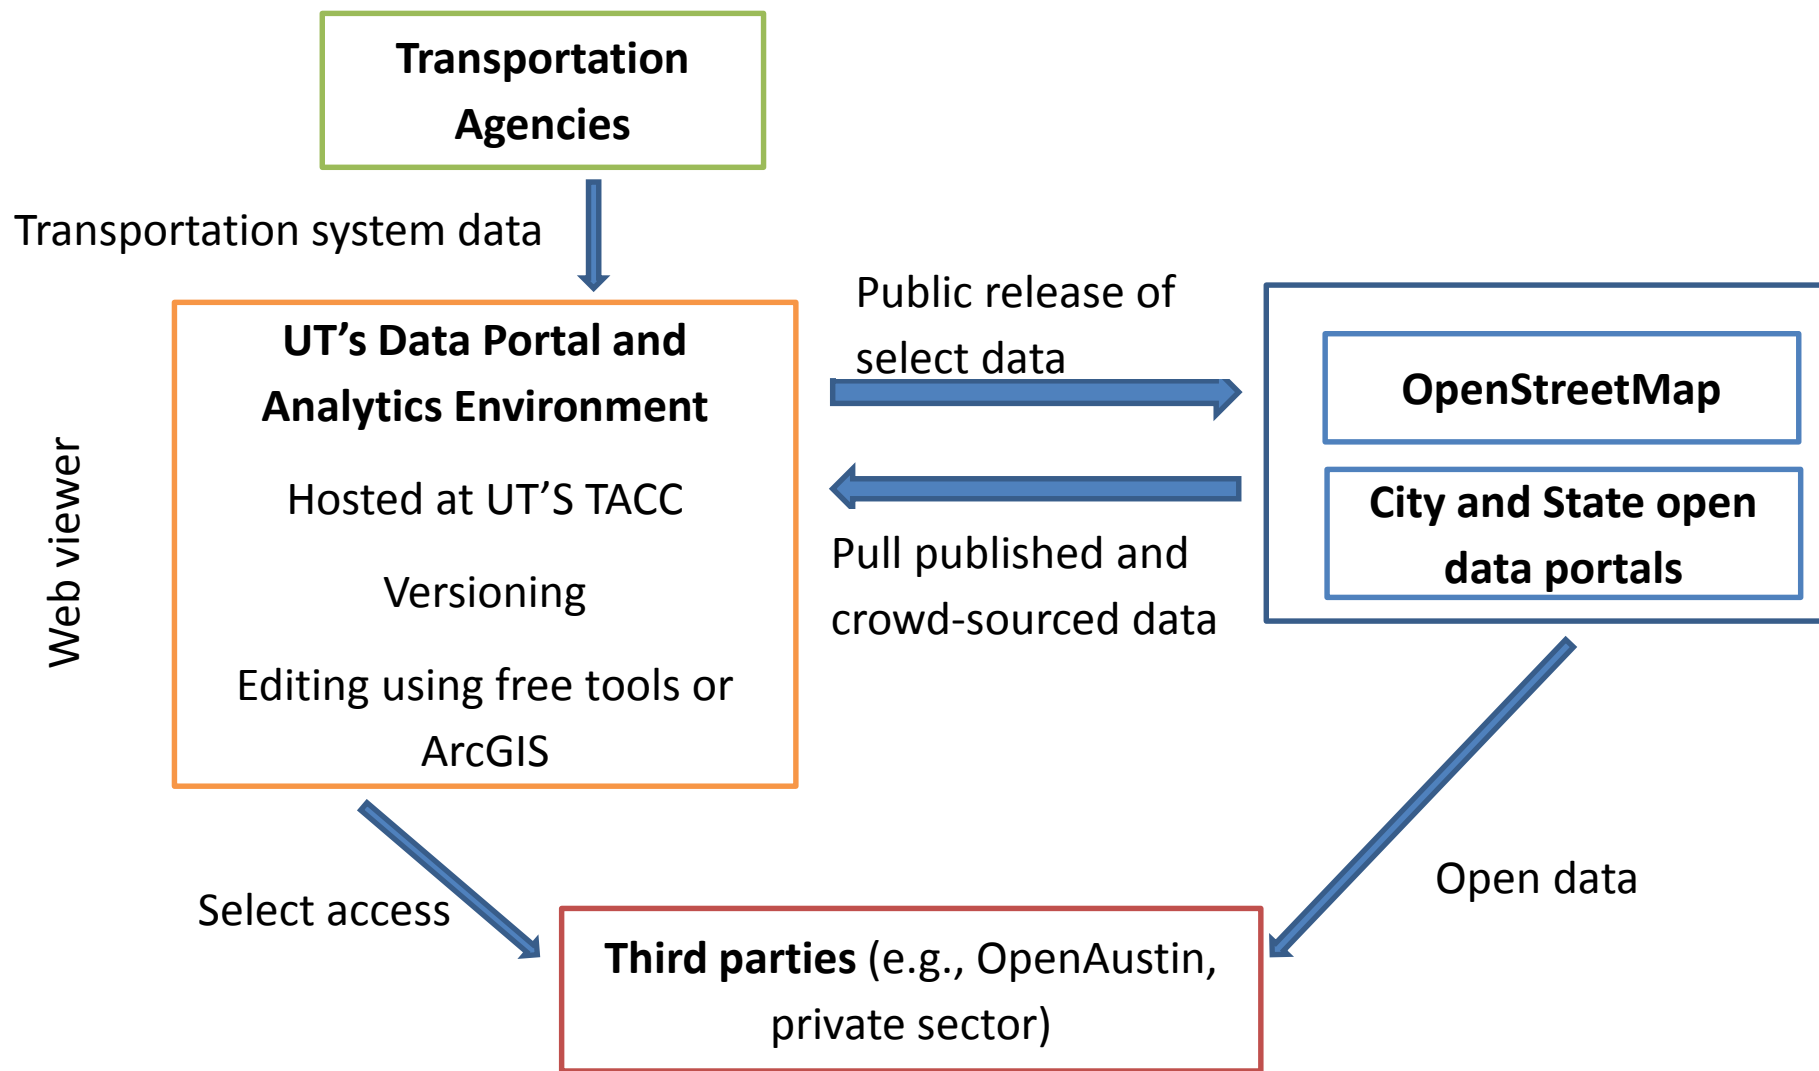 Transportation
Agencies
Transportation system data
Public release of
select data
UT’s Data Portal and
Analytics Environment
Hosted at UT’S TACC
Versioning
Editing using free tools or
ArcGIS
Web viewer
OpenStreetMap
City and State open
data portals
Pull published and
crowd-sourced data
Select access
Open data
Third parties (e.g., OpenAustin,
private sector)